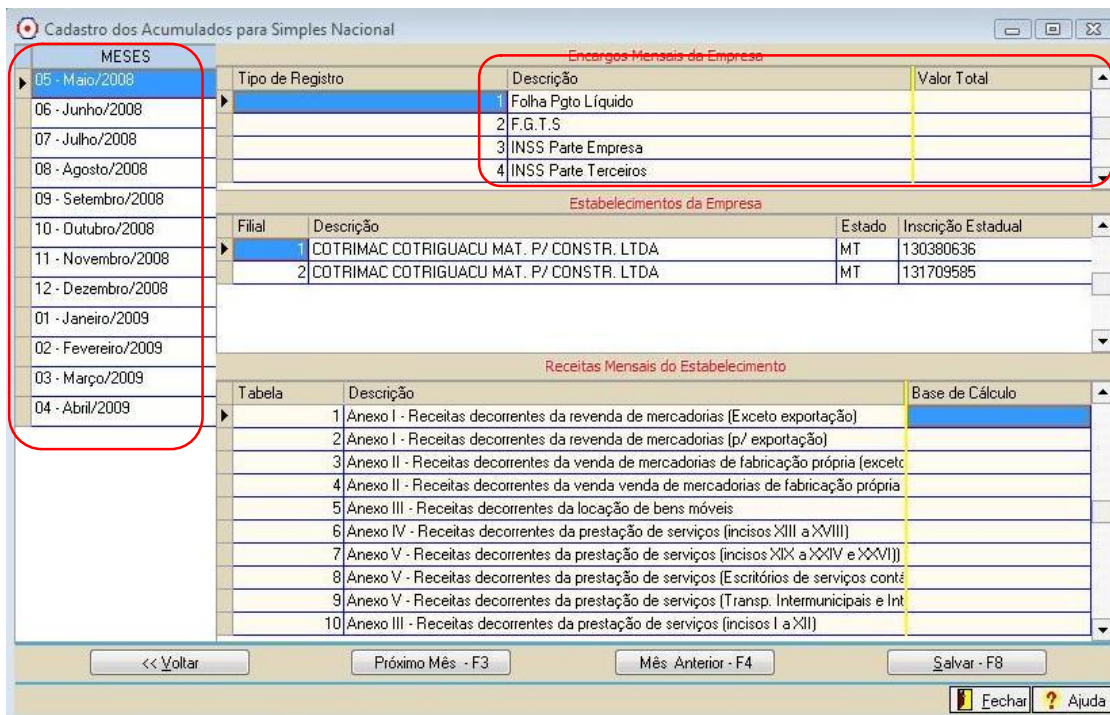 Cadastro dos Acumulados para Simples Nacional
MESES
05 - Maio/2008
06 - Junho/2008
07 - Julho/2008
08 - Agosto/2008
09 - Setembro/2008
10 - Outubro/2008
11 - Novembro/2008
12 - Dezembro/2008
01 - Janeiro/2009
02 - Fevereiro/2009
03 - Março/2009
04 - Abril/2009
Encargos Mensais da Empresa
Tipo de Registro Descrição Valor Total
1 Folha Pgto Líquido
2 F.G.T.S
3 INSS Parte Empresa
4 INSS Parte Terceiros
Estabelecimentos da Empresa
Filial Descrição Estado Inscrição Estadual
1 COTRIMAC COTRIGUACU MAT. P/ CONSTR. LTDA MT 130380636
2 COTRIMAC COTRIGUACU MAT. P/ CONSTR. LTDA MT 131709585
Receitas Mensais do Estabelecimento
Tabela Descrição Base de Cálculo
1 Anexo I - Receitas decorrentes da revenda de mercadorias (Exceto exportação)
2 Anexo I - Receitas decorrentes da revenda de mercadorias (p/ exportação)
3 Anexo II - Receitas decorrentes da venda de mercadorias de fabricação própria (excetc
4 Anexo II - Receitas decorrentes da venda venda de mercadorias de fabricação própria
5 Anexo III - Receitas decorrentes da locação de bens móveis
6 Anexo IV - Receitas decorrentes da prestação de serviços (incisos XIII a XVIII)
7 Anexo V - Receitas decorrentes da prestação de serviços (incisos XIX a XXIV e XXVI))
8 Anexo V - Receitas decorrentes da prestação de serviços (Escritórios de serviços contá
9 Anexo V - Receitas decorrentes da prestação de serviços (Transp. Intermunicipais e Int
10 Anexo III - Receitas decorrentes da prestação de serviços (incisos I a XII)
<< Voltar Próximo Mês - F3 Mês Anterior - F4 Salvar - F8
Fechar ? Ajuda